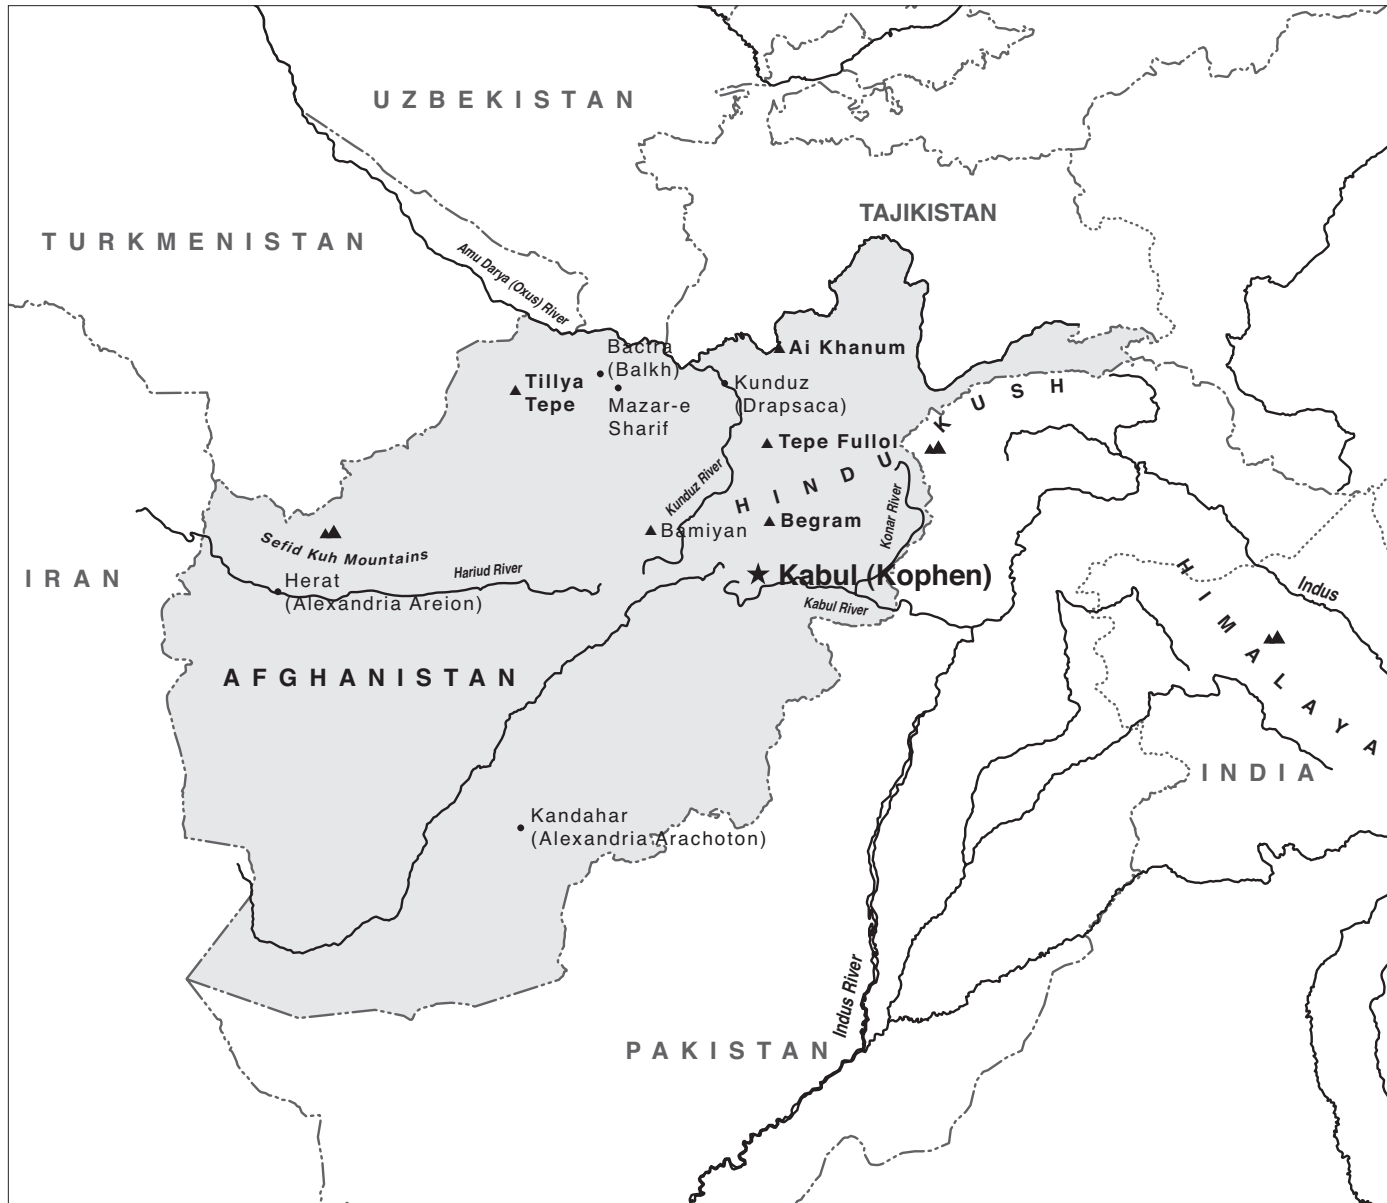 UZBEKISTAN
TAJIKISTAN
TURKMENISTAN
Amu Darya (Oxus) River
Bactra
(Balkh)
Ai Khanum
Tillya
Tepe
Mazar-e
Sharif
Kunduz
(Drapsaca)
KUSH
Tepe Fullol
HINDU
Kunduz River
Begram
Bamiyan
Konar River
Sefid Kuh Mountains
IRAN
Herat
(Alexandria Areion)
Hariud River
Kabul (Kophen)
Kabul River
Indus
HIMALAYA
AFGHANISTAN
INDIA
Kandahar
(Alexandria Arachoton)
Indus River
PAKISTAN